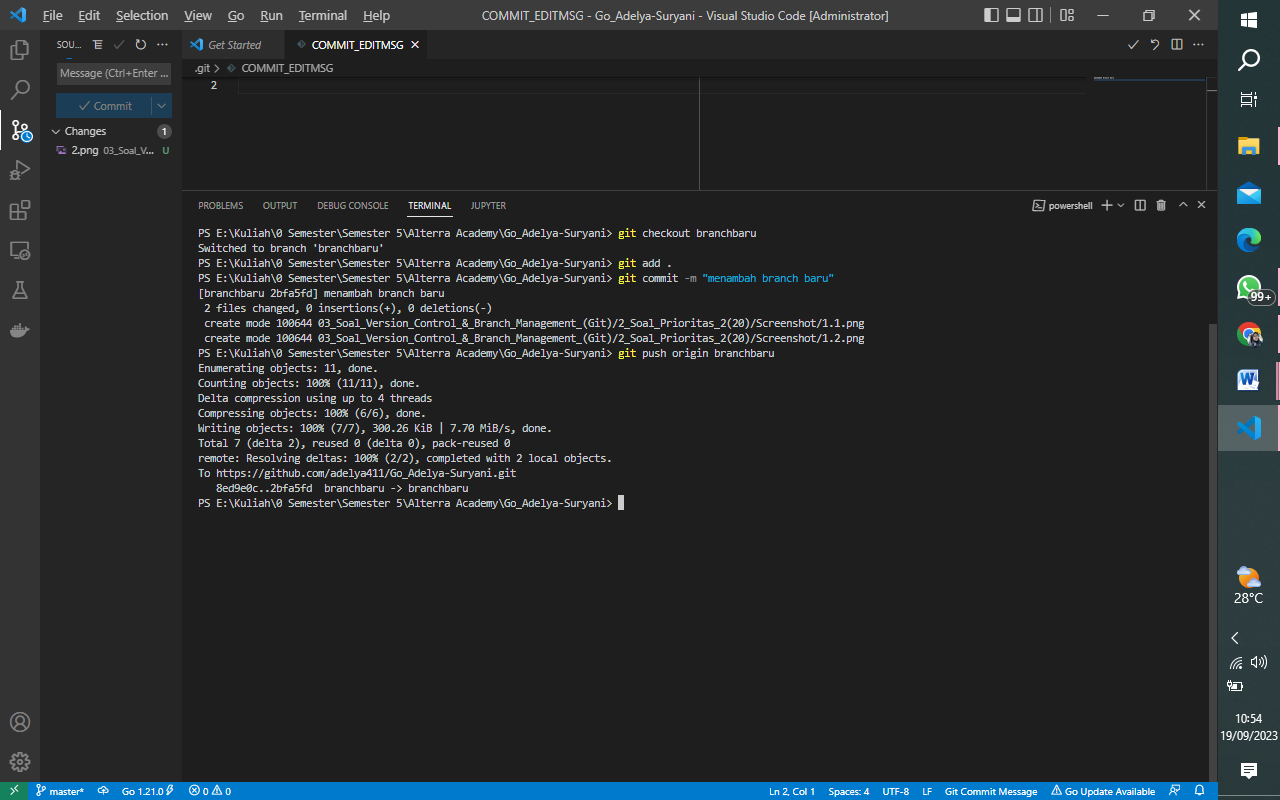 File Edit Selection View Go Run Terminal Help COMMIT_EDITMSG - Go_Adelya-Suryani - Visual Studio Code [Administrator]
SOU...
Get Started COMMIT_EDITMSG
.git > COMMIT_EDITMSG
Message (Ctrl+Enter ...
2
Commit
Changes 1
2.png 03_Soal_V... U
PROBLEMS OUTPUT DEBUG CONSOLE TERMINAL JUPYTER powershell
PS E:\Kuliah\0 Semester\Semester 5\Alterra Academy\Go_Adelya-Suryani> git checkout branchbaru
Switched to branch 'branchbaru'
PS E:\Kuliah\0 Semester\Semester 5\Alterra Academy\Go_Adelya-Suryani> git add .
PS E:\Kuliah\0 Semester\Semester 5\Alterra Academy\Go_Adelya-Suryani> git commit -m "menambah branch baru"
[branchbaru 2bfa5fd] menambah branch baru
2 files changed, 0 insertions(+), 0 deletions(-)
create mode 100644 03_Soal_Version_Control_&_Branch_Management_(Git)/2_Soal_Prioritas_2(20)/Screenshot/1.1.png
create mode 100644 03_Soal_Version_Control_&_Branch_Management_(Git)/2_Soal_Prioritas_2(20)/Screenshot/1.2.png
PS E:\Kuliah\0 Semester\Semester 5\Alterra Academy\Go_Adelya-Suryani> git push origin branchbaru
Enumerating objects: 11, done.
Counting objects: 100% (11/11), done.
Delta compression using up to 4 threads
Compressing objects: 100% (6/6), done.
Writing objects: 100% (7/7), 300.26 KiB | 7.70 MiB/s, done.
Total 7 (delta 2), reused 0 (delta 0), pack-reused 0
remote: Resolving deltas: 100% (2/2), completed with 2 local objects.
To https://github.com/adelya411/Go_Adelya-Suryani.git
8ed9e0c..2bfa5fd branchbaru -> branchbaru
PS E:\Kuliah\0 Semester\Semester 5\Alterra Academy\Go_Adelya-Suryani>
99+
28°C
10:54
19/09/2023
master* Go 1.21.0 0 0 Ln 2, Col 1 Spaces: 4 UTF-8 LF Git Commit Message Go Update Available